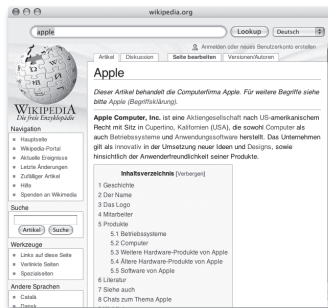 wikipedia.org
apple
Lookup
Deutsch
Anmelden oder neues Benutzerkonto erstellen
Artikel Diskussion Seite bearbeiten Versionen/Autoren
Apple
Dieser Artikel behandelt die Computerfirma Apple. Für weitere Begriffe siehe
bitte Apple (Begriffsklärung).
Apple Computer, Inc. ist eine Aktiengesellschaft nach US-amerikanischem
Recht mit Sitz in Cupertino, Kalifornien (USA), die sowohl Computer als
auch Betriebssysteme und Anwendungssoftware herstellt. Das Unternehmen
gilt als innovativ in der Umsetzung neuer Ideen und Designs, sowie
hinsichtlich der Anwenderfreundlichkeit seiner Produkte.
Inhaltsverzeichnis [Verbergen]
1 Geschichte
2 Der Name
3 Das Logo
4 Mitarbeiter
5 Produkte
5.1 Betriebssysteme
5.2 Computer
5.3 Weitere Hardware-Produkte von Apple
5.4 Ältere Hardware-Produkte von Apple
5.5 Software von Apple
6 Literatur
7 Siehe auch
8 Chats zum Thema Apple
WIKIPEDIA
Die freie Enzyklopädie
Navigation
Hauptseite
Wikipedia-Portal
Aktuelle Ereignisse
Letzte Änderungen
Zufälliger Artikel
Hilfe
Spenden an Wikimedia
Suche
Artikel Suche
Werkzeuge
Links auf diese Seite
Verlinkte Seiten
Spezialseiten
Andere Sprachen
Català
Dansk